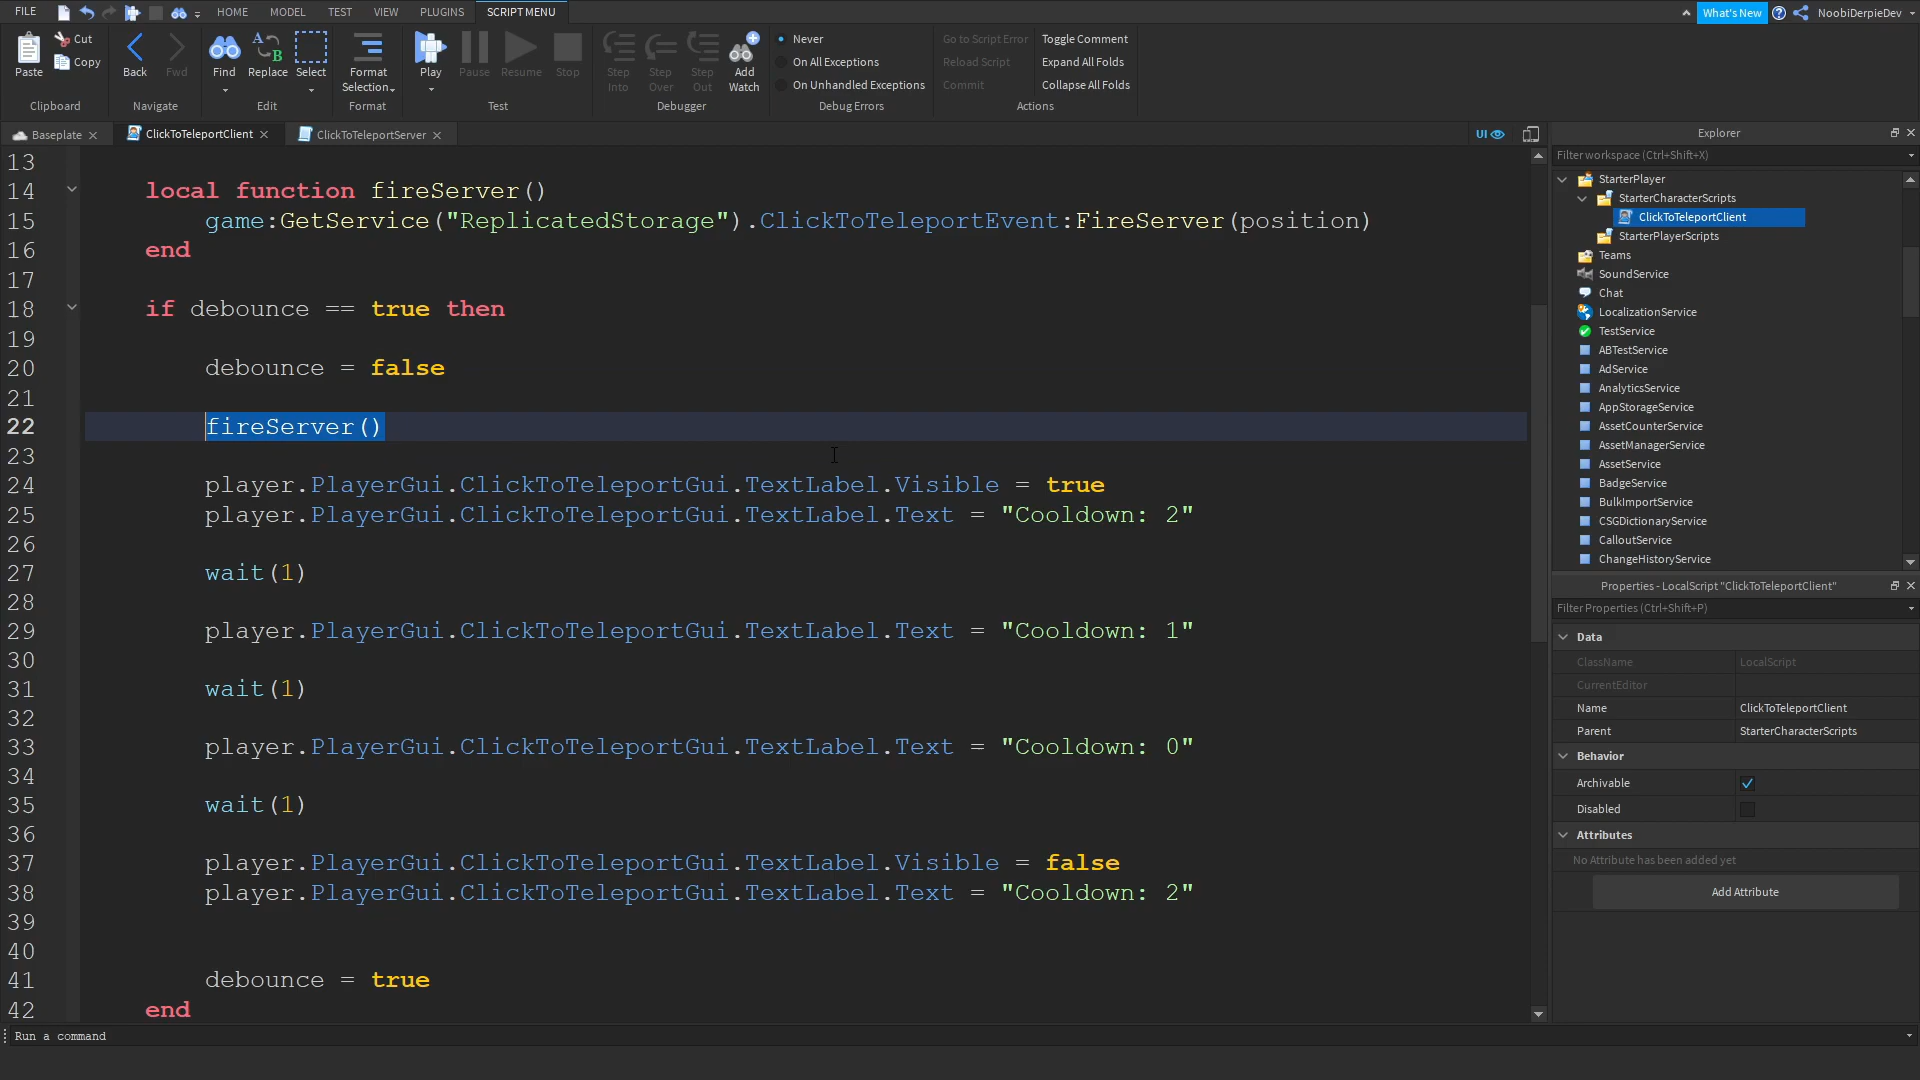 FILE HOME MODEL TEST VIEW PLUGINS SCRIPT MENU What's New NoobiDerpieDev
Paste Cut Copy Clipboard
Back Fwd Navigate
Find Replace Select Edit
Format Selection Format
Play Pause Resume Stop Test
Step Into Step Over Step Out Add Watch Debugger
Never
On All Exceptions
On Unhandled Exceptions
Debug Errors
Go to Script Error Toggle Comment
Reload Script Expand All Folds
Commit Collapse All Folds
Actions
Baseplate ClickToTeleportClient ClickToTeleportServer UI
13
14 local function fireServer()
15 game:GetService("ReplicatedStorage").ClickToTeleportEvent:FireServer(position)
16 end
17
18 if debounce == true then
19
20 debounce = false
21
22 fireServer()
23
24 player.PlayerGui.ClickToTeleportGui.TextLabel.Visible = true
25 player.PlayerGui.ClickToTeleportGui.TextLabel.Text = "Cooldown: 2"
26
27 wait(1)
28
29 player.PlayerGui.ClickToTeleportGui.TextLabel.Text = "Cooldown: 1"
30
31 wait(1)
32
33 player.PlayerGui.ClickToTeleportGui.TextLabel.Text = "Cooldown: 0"
34
35 wait(1)
36
37 player.PlayerGui.ClickToTeleportGui.TextLabel.Visible = false
38 player.PlayerGui.ClickToTeleportGui.TextLabel.Text = "Cooldown: 2"
39
40
41 debounce = true
42 end
Run a command
Explorer
Filter workspace (Ctrl+Shift+X)
StarterPlayer
StarterCharacterScripts
ClickToTeleportClient
StarterPlayerScripts
Teams
SoundService
Chat
LocalizationService
TestService
ABTestService
AdService
AnalyticsService
AppStorageService
AssetCounterService
AssetManagerService
AssetService
BadgeService
BulkImportService
CSGDictionaryService
CalloutService
ChangeHistoryService
Properties - LocalScript "ClickToTeleportClient"
Filter Properties (Ctrl+Shift+P)
Data
ClassName LocalScript
CurrentEditor
Name ClickToTeleportClient
Parent StarterCharacterScripts
Behavior
Archivable
Disabled
Attributes
No Attribute has been added yet
Add Attribute